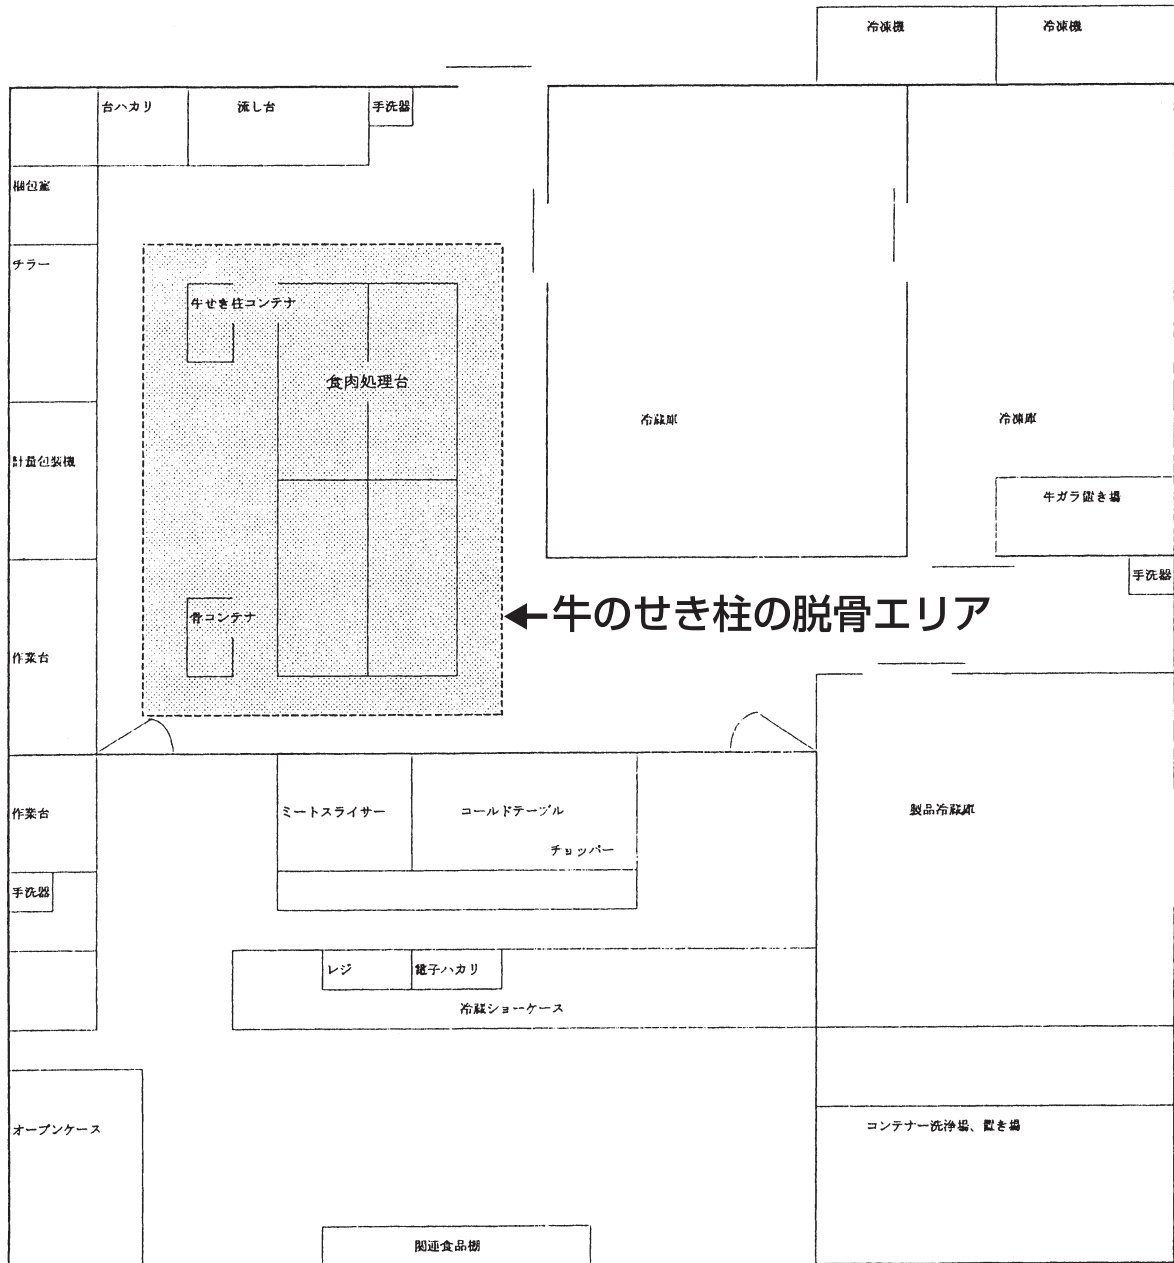 冷凍機
冷凍機
台ハカリ
流し台
手洗器
梱包室
チラー
牛せき柱コンテナ
食肉処理台
冷蔵庫
冷凍庫
計量包装機
牛ガラ置き場
手洗器
骨コンテナ
←牛のせき柱の脱骨エリア
作業台
作業台
ミートスライサー
コールドテーブル
製品冷蔵庫
チョッパー
手洗器
レジ
電子ハカリ
冷蔵ショーケース
オープンケース
コンテナー洗浄場、置き場
関連食品棚